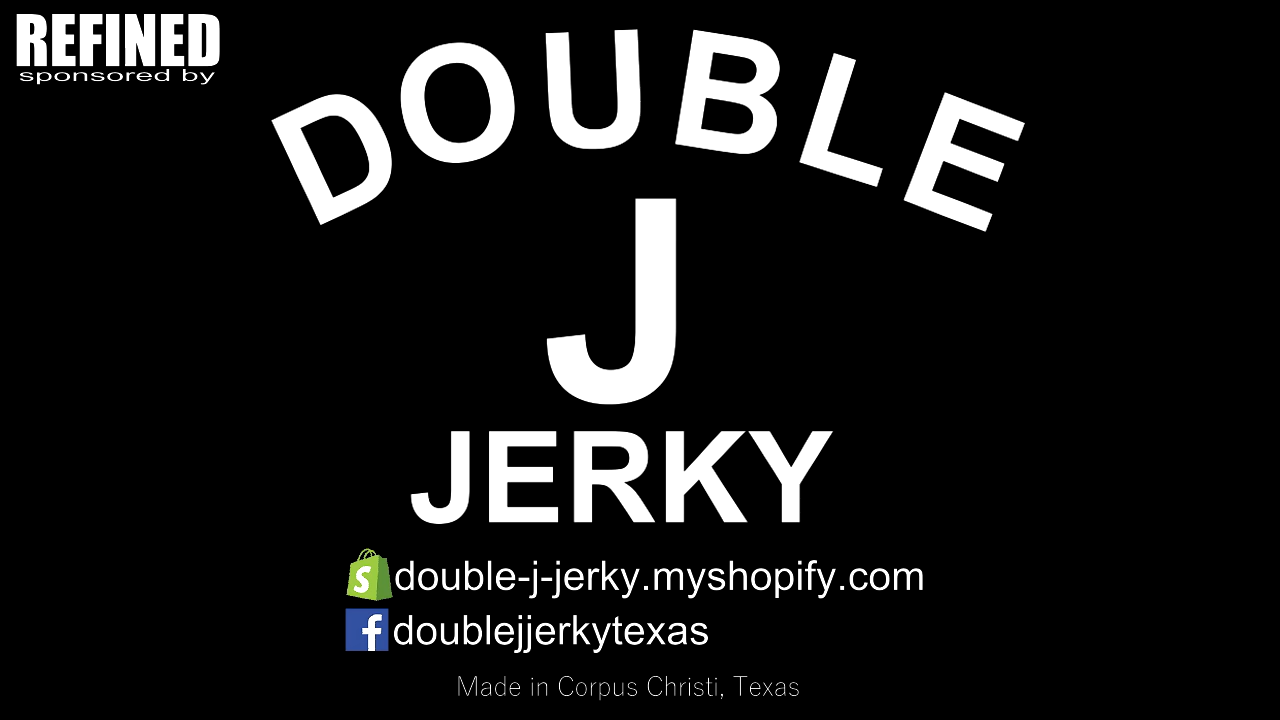 REFINED
sponsored by
DOUBLE
J
JERKY
double-j-jerky.myshopify.com
doublejjerkytexas
Made in Corpus Christi, Texas